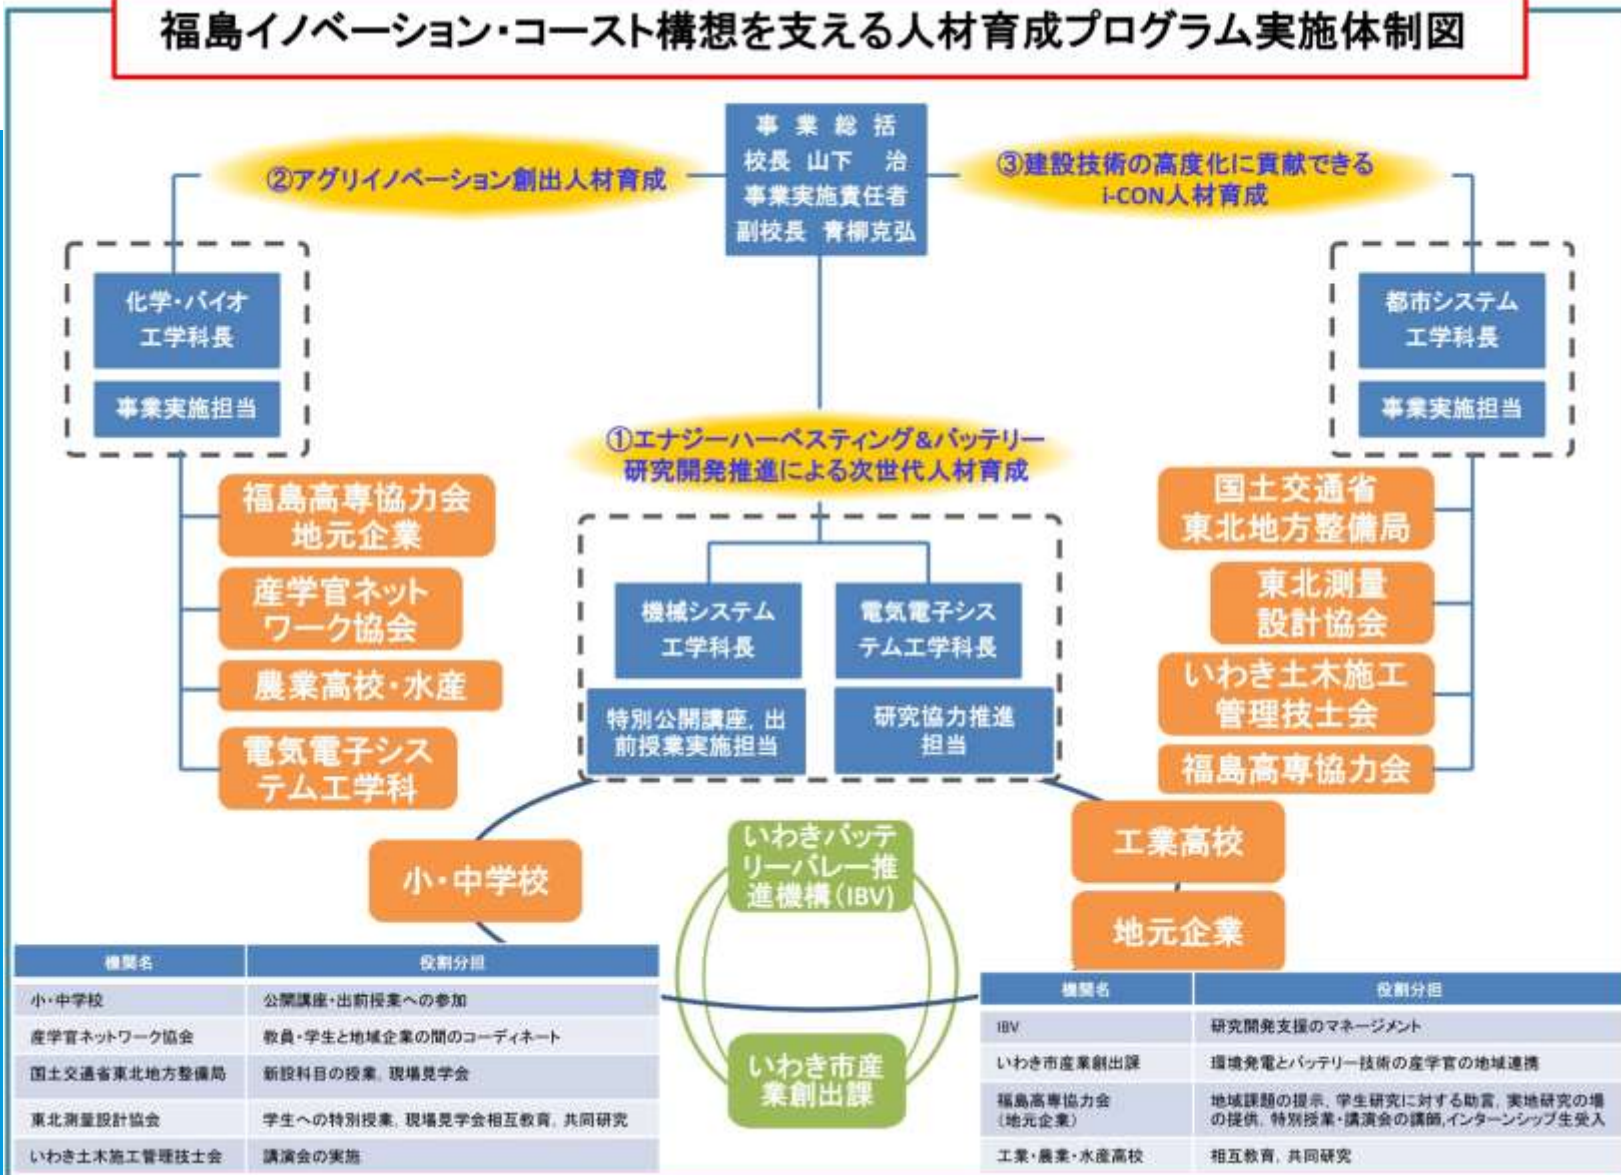 福島イノベーション・コースト構想を支える人材育成プログラム実施体制図
事 業 総 括
校長 山下 治
事業実施責任者
副校長 青柳克弘
②アグリイノベーション創出人材育成
③建設技術の高度化に貢献できる
i-CON人材育成
化学・バイオ
工学科長
事業実施担当
都市システム
工学科長
事業実施担当
①エナジーハーベスティング&バッテリー
研究開発推進による次世代人材育成
福島高専協力会
地元企業
産学官ネット
ワーク協会
農業高校・水産
電気電子シス
テム工学科
機械システム
工学科長
電気電子シス
テム工学科長
特別公開講座、出
前授業実施担当
研究協力推進
担当
国土交通省
東北地方整備局
東北測量
設計協会
いわき土木施工
管理技士会
福島高専協力会
小・中学校
いわきバッテ
リーバレー推
進機構(IBV)
工業高校
地元企業
いわき市産
業創出課
機関名 役割分担
小・中学校 公開講座・出前授業への参加
産学官ネットワーク協会 教員・学生と地域企業の間のコーディネート
国土交通省東北地方整備局 新設科目の授業、現場見学会
東北測量設計協会 学生への特別授業、現場見学会相互教育、共同研究
いわき土木施工管理技士会 講演会の実施
機関名 役割分担
IBV 研究開発支援のマネージメント
いわき市産業創出課 環境発電とバッテリー技術の産学官の地域連携
福島高専協力会 地域課題の提示、学生研究に対する助言、実地研究の場
(地元企業) の提供、特別授業・講演会の講師,インターンシップ生受入
工業・農業・水産高校 相互教育、共同研究